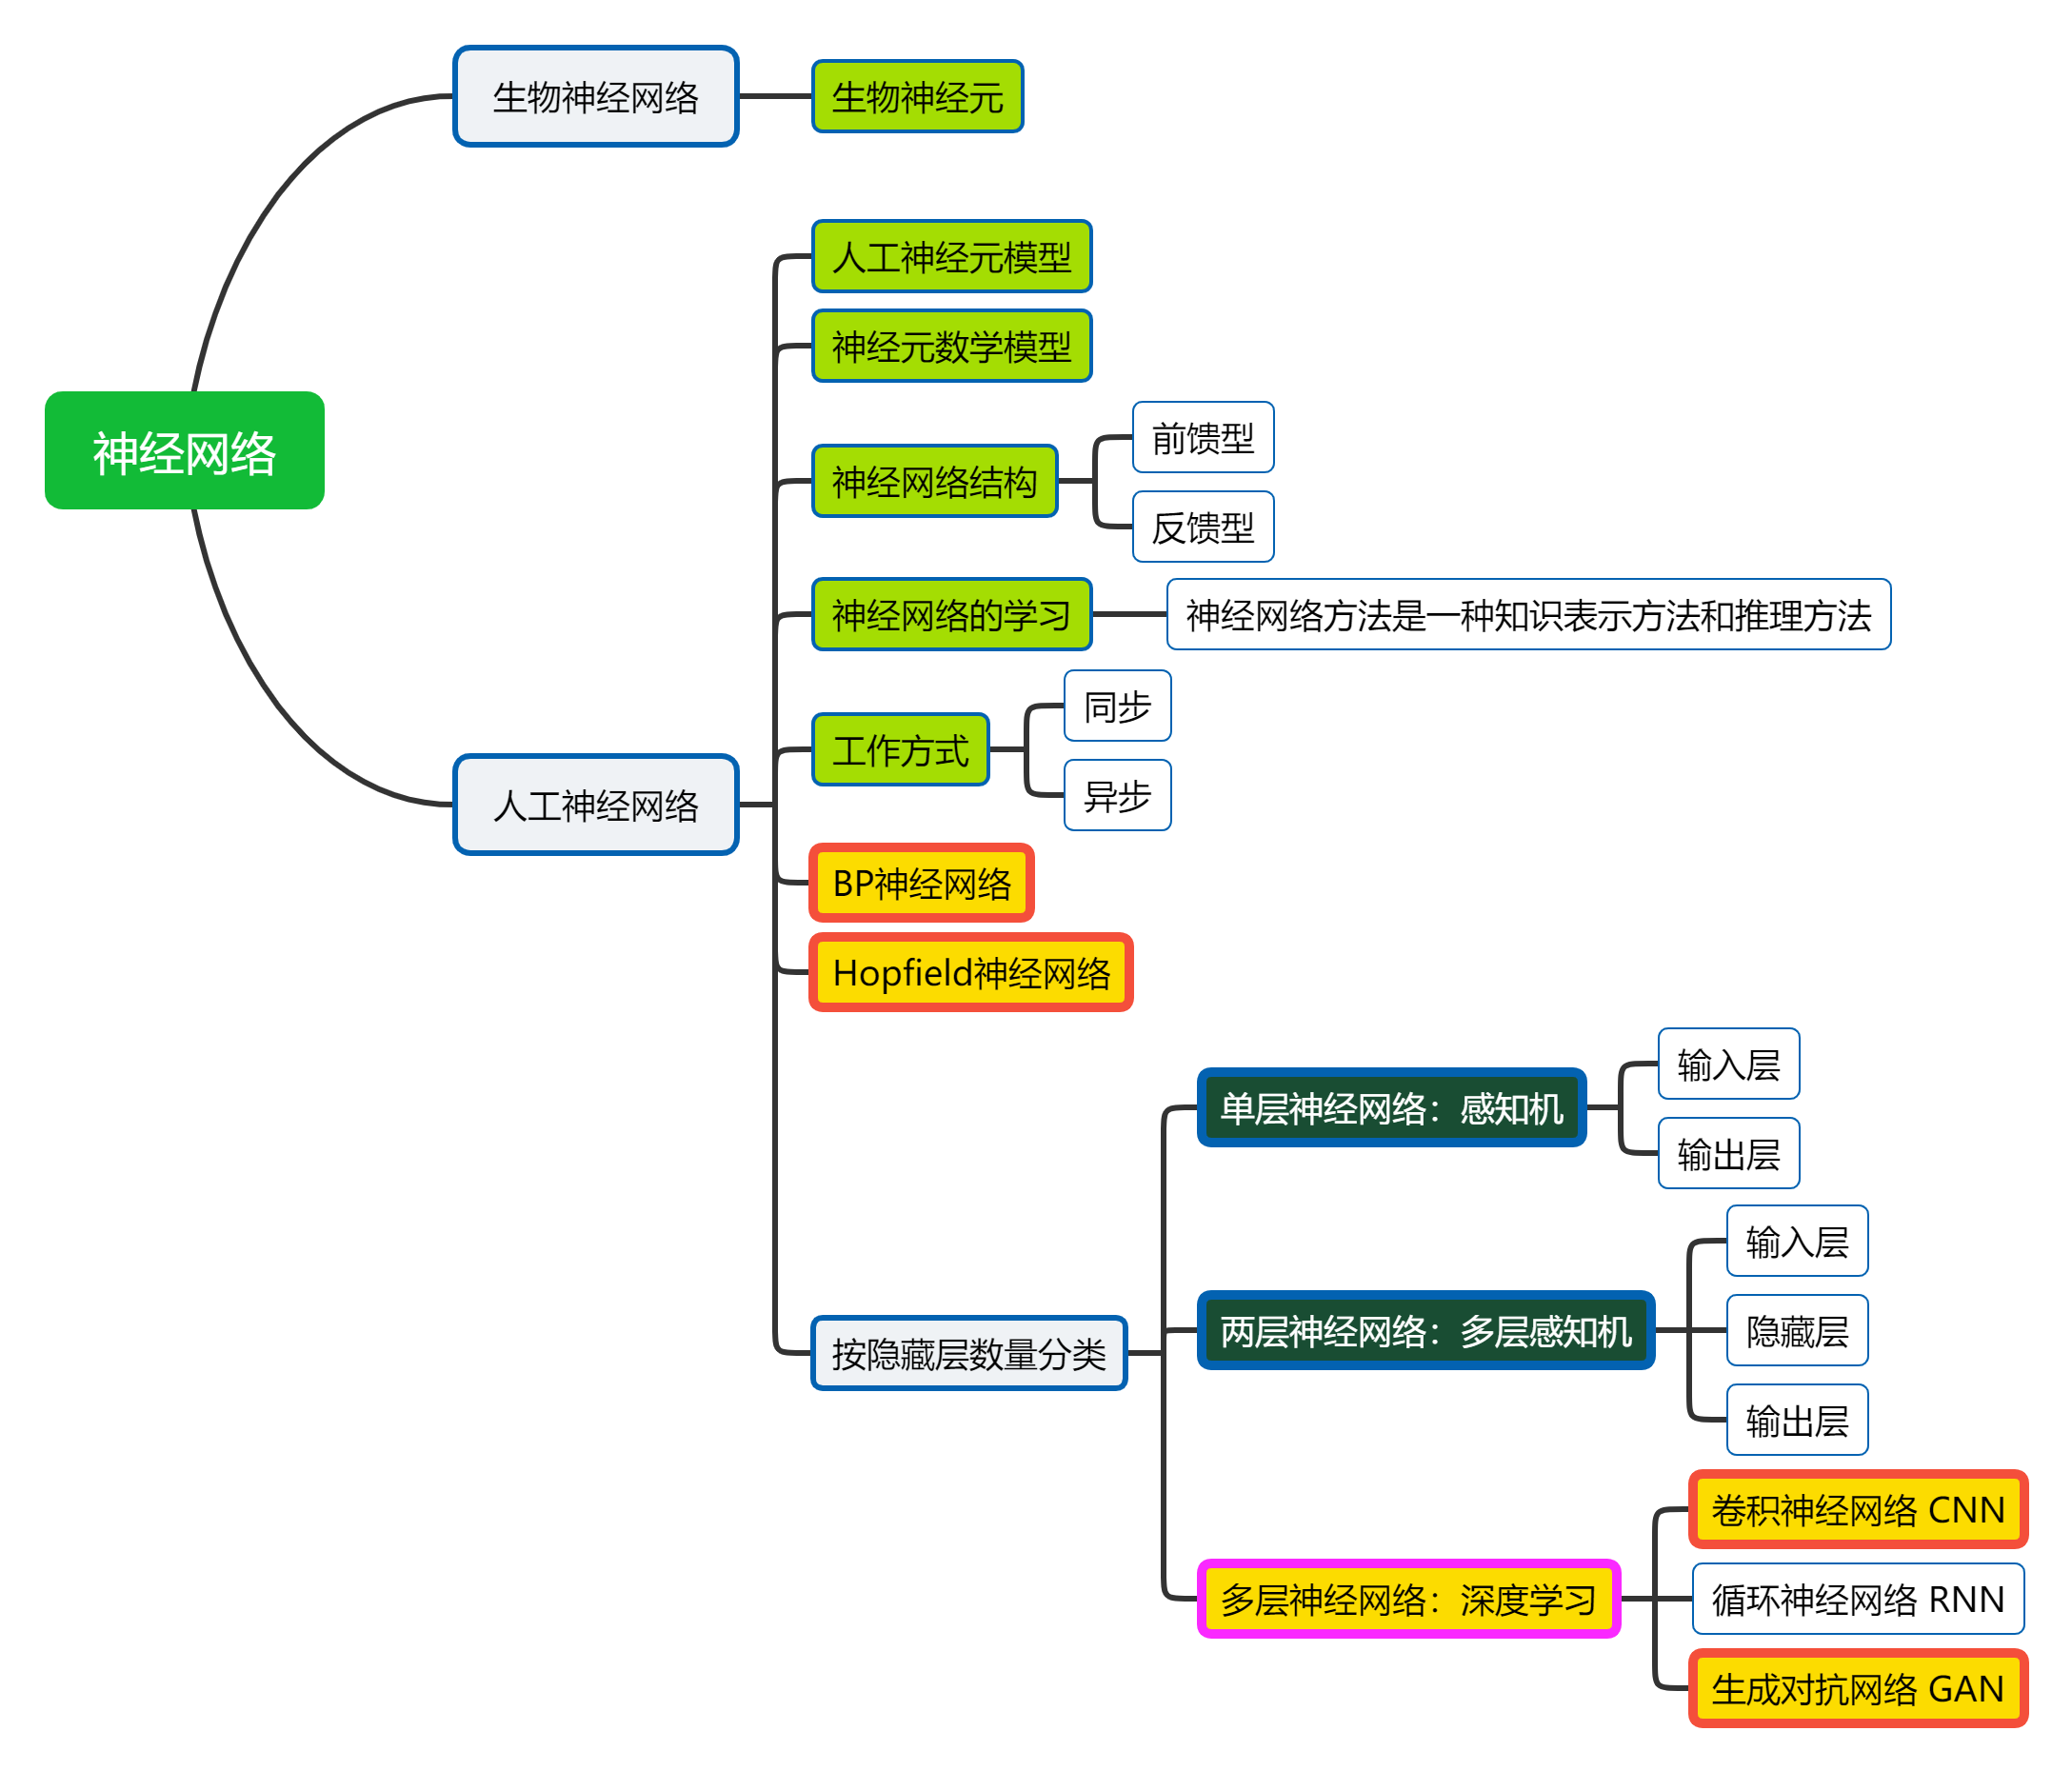 神经网络
生物神经网络
生物神经元
人工神经网络
人工神经元模型
神经元数学模型
神经网络结构
前馈型
反馈型
神经网络的学习
神经网络方法是一种知识表示方法和推理方法
工作方式
同步
异步
BP神经网络
Hopfield神经网络
按隐藏层数量分类
单层神经网络：感知机
输入层
输出层
两层神经网络：多层感知机
输入层
隐藏层
输出层
多层神经网络：深度学习
卷积神经网络 CNN
循环神经网络 RNN
生成对抗网络 GAN